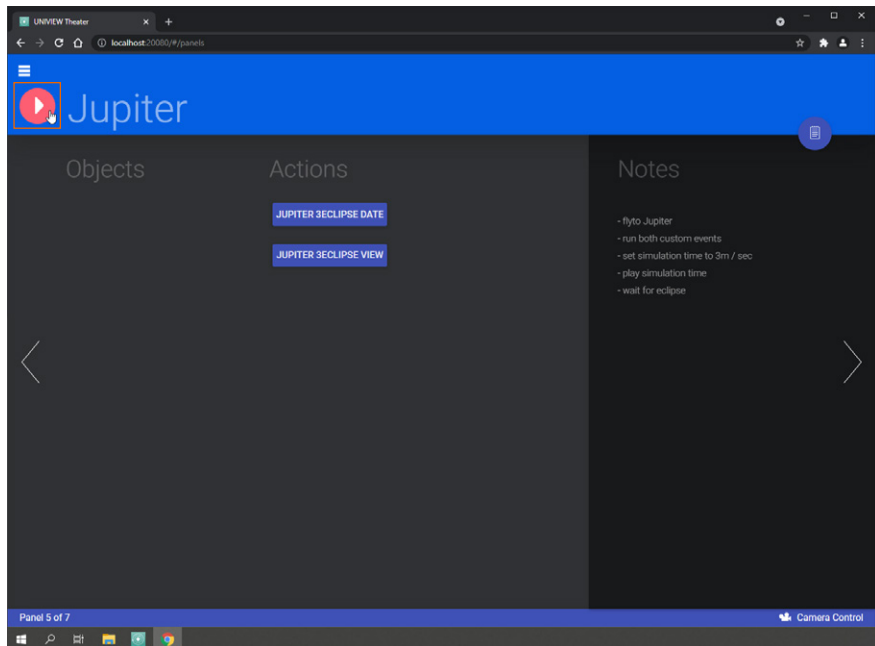 UNIVIEW Theater
localhost:20080/#/panels
Jupiter
Objects
Actions
Notes
JUPITER 3ECLIPSE DATE
JUPITER 3ECLIPSE VIEW
- flyto Jupiter
- run both custom events
- set simulation time to 3m / sec
- play simulation time
- wait for eclipse
Panel 5 of 7
Camera Control